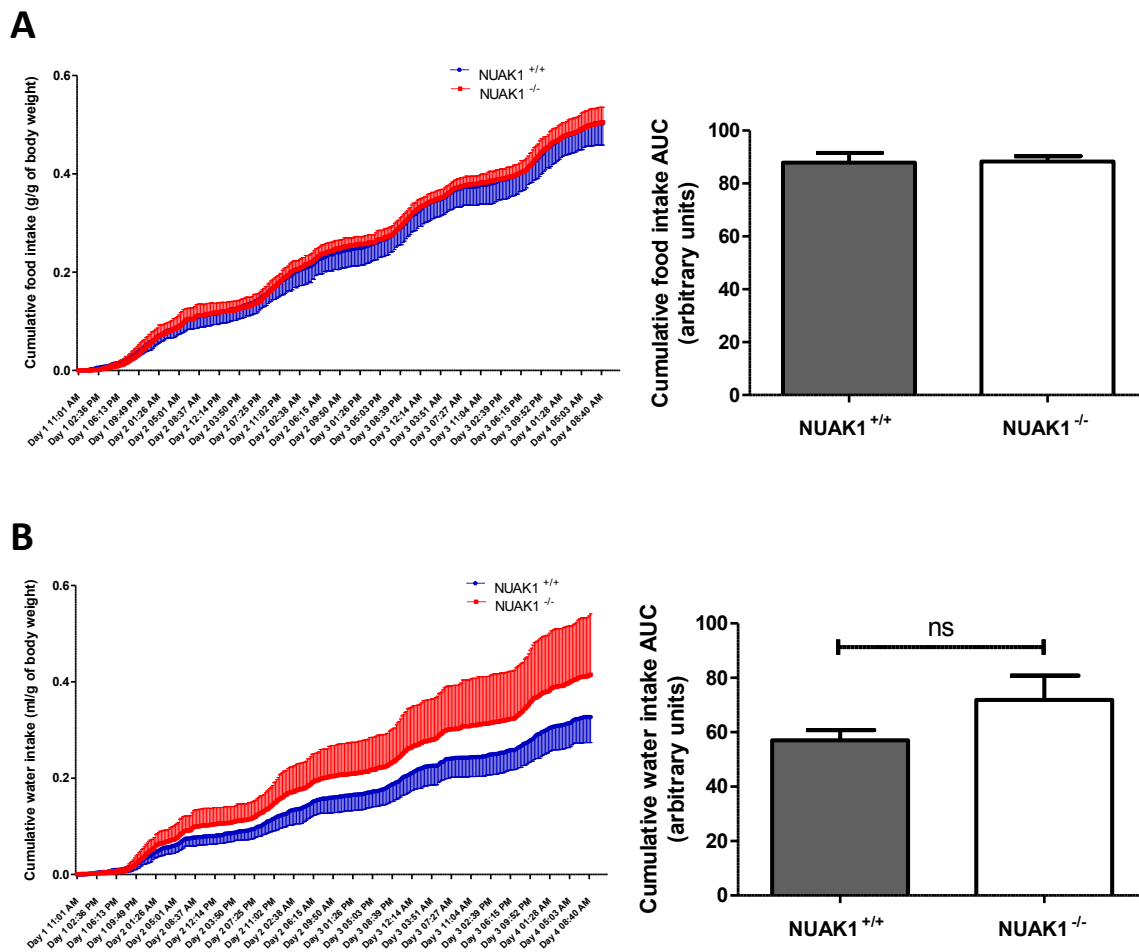 A
Cumulative food intake (g/g of body weight)
0.6
0.4
0.2
0.0
NUAK1 +/+
NUAK1 -/-
Day 1 11:01 AM
Day 1 02:36 PM
Day 1 06:13 PM
Day 1 09:49 PM
Day 2 01:26 AM
Day 2 05:01 AM
Day 2 08:37 AM
Day 2 12:14 PM
Day 2 03:50 PM
Day 2 07:25 PM
Day 2 11:02 PM
Day 2 02:38 AM
Day 2 06:15 AM
Day 2 09:50 AM
Day 3 01:26 PM
Day 3 05:03 PM
Day 3 08:39 PM
Day 3 12:14 AM
Day 3 03:51 AM
Day 3 07:27 AM
Day 3 11:04 AM
Day 3 02:39 PM
Day 3 06:15 PM
Day 3 09:52 PM
Day 4 01:28 AM
Day 4 05:03 AM
Day 4 08:40 AM
Cumulative food intake AUC
(arbitrary units)
100
80
60
40
20
0
NUAK1 +/+
NUAK1 -/-
B
Cumulative water intake (ml/g of body weight)
0.6
0.4
0.2
0.0
NUAK1 +/+
NUAK1 -/-
Day 1 11:01 AM
Day 1 02:36 PM
Day 1 06:13 PM
Day 1 09:49 PM
Day 2 01:26 AM
Day 2 05:01 AM
Day 2 08:37 AM
Day 2 12:14 PM
Day 2 03:50 PM
Day 2 07:25 PM
Day 2 11:02 PM
Day 2 02:38 AM
Day 2 06:15 AM
Day 2 09:50 AM
Day 3 01:26 PM
Day 3 05:03 PM
Day 3 08:39 PM
Day 3 12:14 AM
Day 3 03:51 AM
Day 3 07:27 AM
Day 3 11:04 AM
Day 3 02:39 PM
Day 3 06:15 PM
Day 3 09:52 PM
Day 4 01:28 AM
Day 4 05:03 AM
Day 4 08:40 AM
Cumulative water intake AUC
(arbitrary units)
100
80
60
40
20
0
ns
NUAK1 +/+
NUAK1 -/-